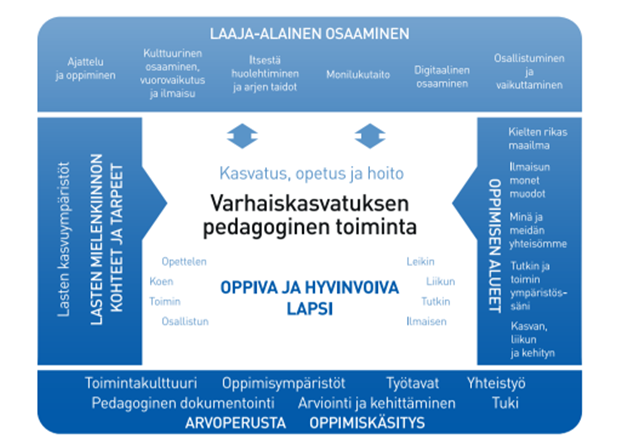 LAAJA-ALAINEN OSAAMINEN
Ajattelu
ja oppiminen
Kulttuurinen
osaaminen,
vuorovaikutus
ja ilmaisu
Itsestä
huolehtiminen
ja arjen taidot
Monilukutaito
Digitaalinen
osaaminen
Osallistuminen
ja
vaikuttaminen
Lasten kasvuympäristöt
LASTEN MIELENKIINNON
KOHTEET JA TARPEET
Kasvatus, opetus ja hoito
Varhaiskasvatuksen
pedagoginen toiminta
Opettelen
Koen
Toimin
Osallistun
OPPIVA JA HYVINVOIVA
LAPSI
Leikin
Liikun
Tutkin
Ilmaisen
OPPIMISEN ALUEET
Kielten rikas
maailma
Ilmaisun
monet
muodot
Minä ja
meidän
yhteisömme
Tutkin ja
toimin
ympäristös-
säni
Kasvan,
liikun
ja kehityn
Toimintakulttuuri Oppimisympäristöt Työtavat Yhteistyö
Pedagoginen dokumentointi Arviointi ja kehittäminen Tuki
ARVOPERUSTA OPPIMISKÄSITYS